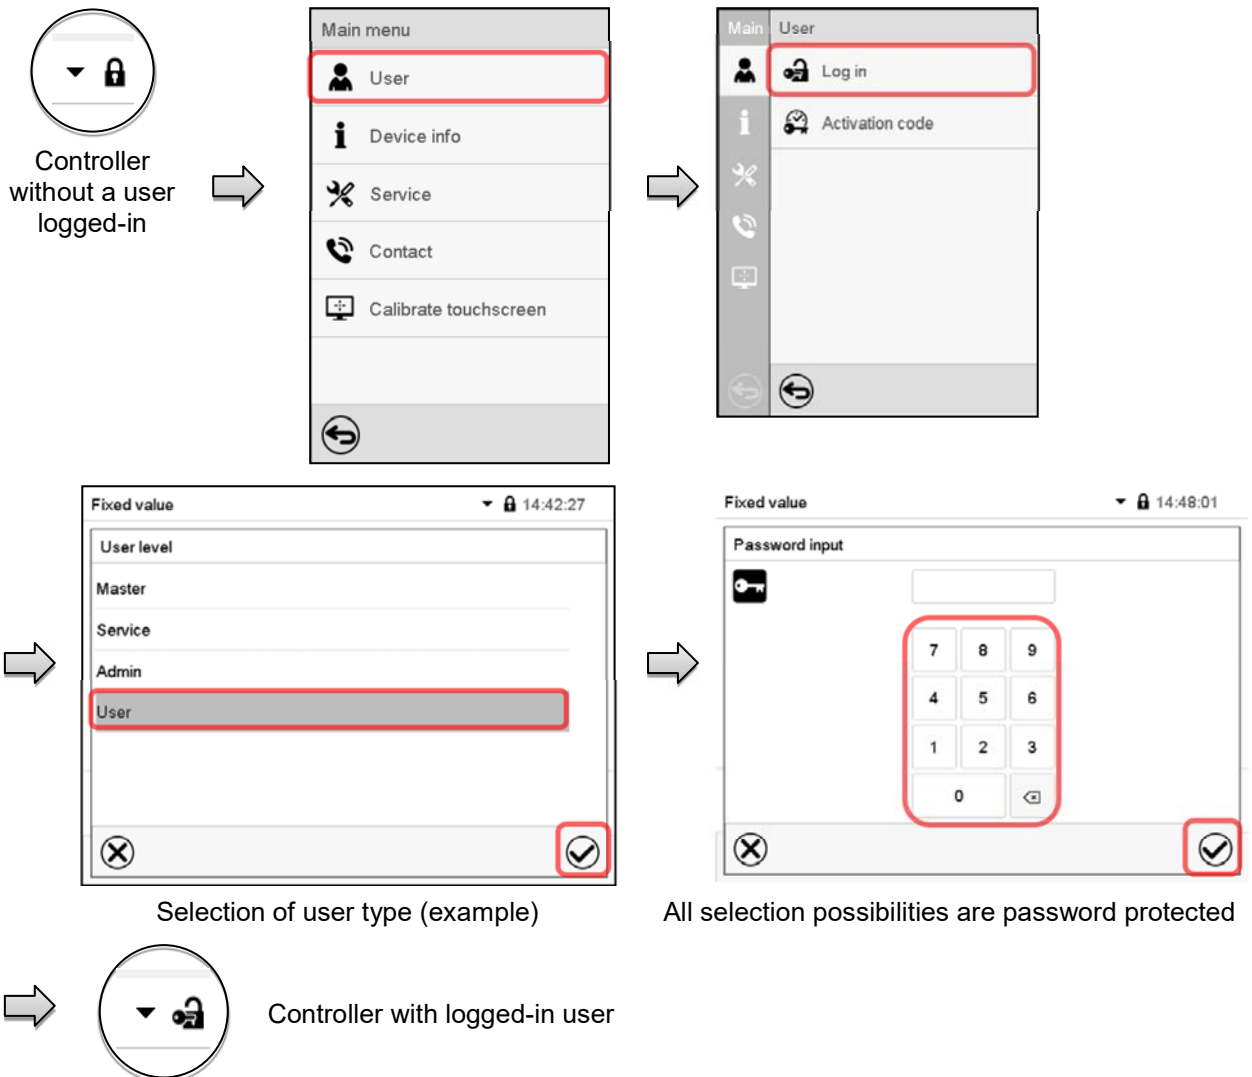 Controller
without a user
logged-in
Main menu
User
Device info
Service
Contact
Calibrate touchscreen
Main
User
Log in
Activation code
Fixed value
14:42:27
User level
Master
Service
Admin
User
Selection of user type (example)
Fixed value
14:48:01
Password input
7 8 9
4 5 6
1 2 3
0
All selection possibilities are password protected
Controller with logged-in user